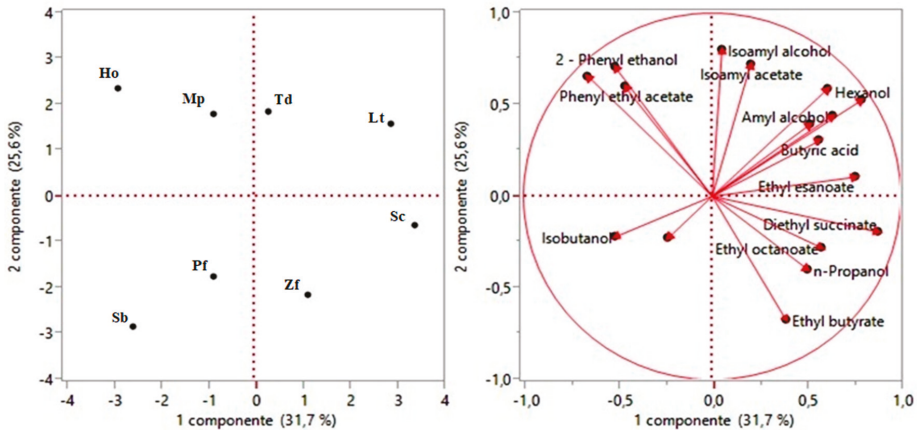 4
3
2
1
0
-1
-2
-3
-4
2 componente (25,6 %)
Ho
Mp
Td
Lt
Sc
Pf
Zf
Sb
-4 -3 -2 -1 0 1 2 3 4
1 componente (31,7 %)
1,0
0,5
0,0
-0,5
-1,0
2 componente (25,6 %)
2 - Phenyl ethanol
Isoamyl alcohol
Isoamyl acetate
Phenyl ethyl acetate
Hexanol
Amyl alcohol
Butyric acid
Ethyl esanoate
Diethyl succinate
Isobutanol
Ethyl octanoate
n-Propanol
Ethyl butyrate
-1,0 -0,5 0,0 0,5 1,0
1 componente (31,7 %)